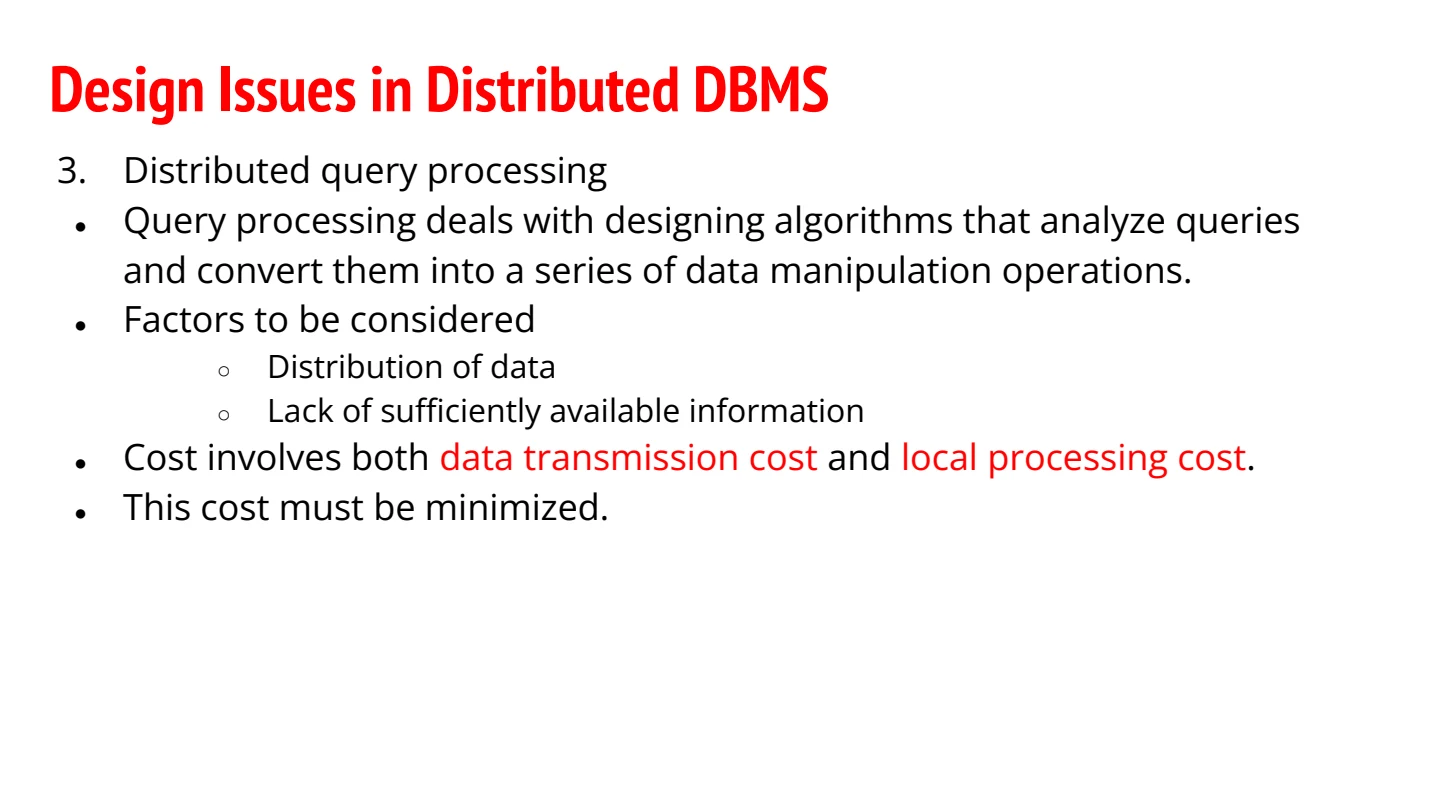 Design Issues in Distributed DBMS
3. Distributed query processing
● Query processing deals with designing algorithms that analyze queries
and convert them into a series of data manipulation operations.
● Factors to be considered
○ Distribution of data
○ Lack of sufficiently available information
● Cost involves both data transmission cost and local processing cost.
● This cost must be minimized.